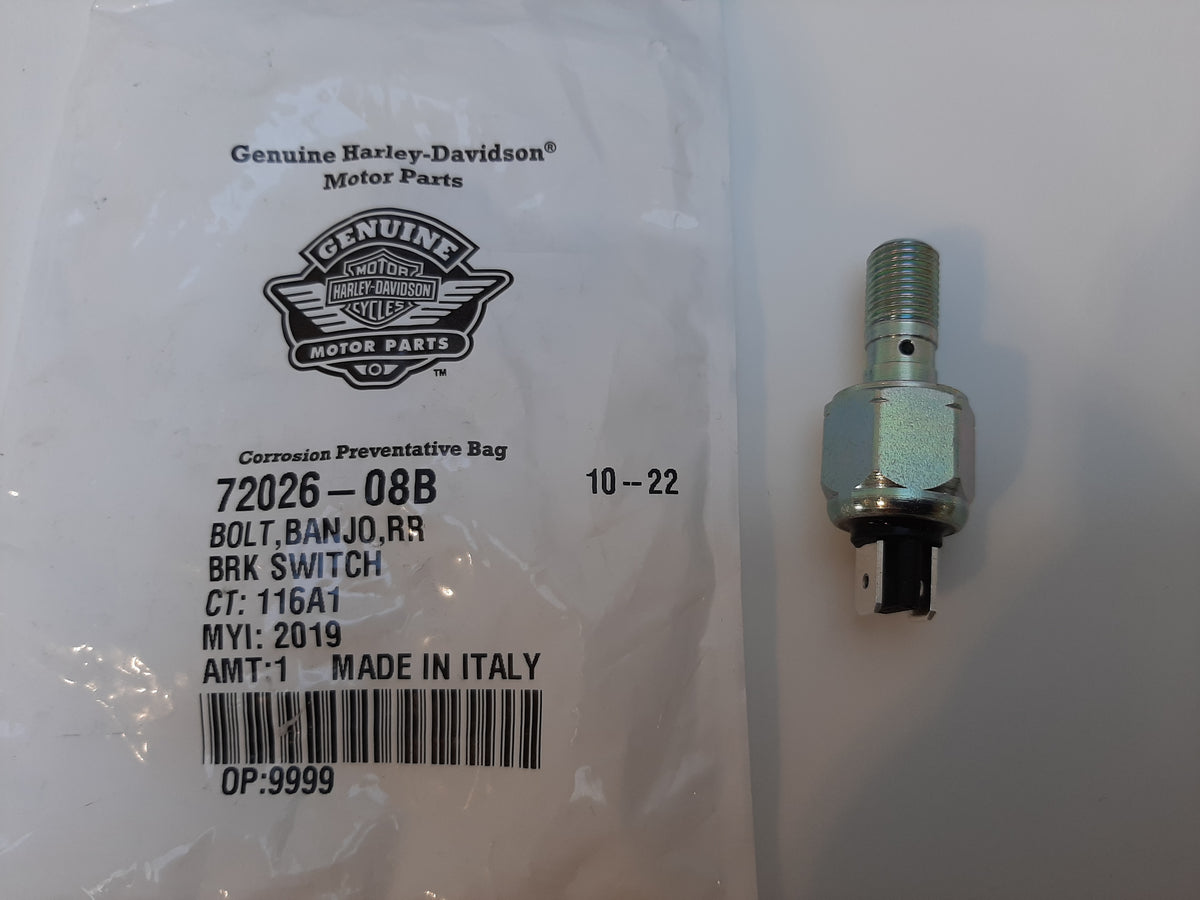 Genuine Harley-Davidson®
Motor Parts
GENUINE
MOTOR
HARLEY-DAVIDSON
CYCLES
MOTOR PARTS
TM
Corrosion Preventative Bag
72026-08B 10--22
BOLT,BANJO,RR
BRK SWITCH
CT: 116A1
MYI: 2019
AMT:1 MADE IN ITALY
OP:9999